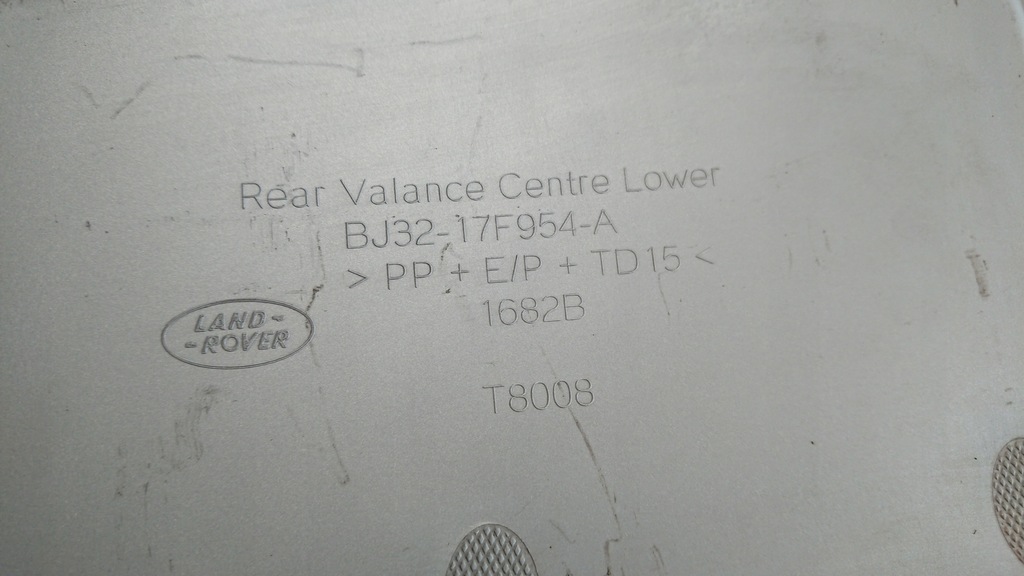 Rear Valance Centre Lower
BJ32-17F954-A
> PP + E/P + TD15 <
1682B
LAND-
-ROVER
T8008